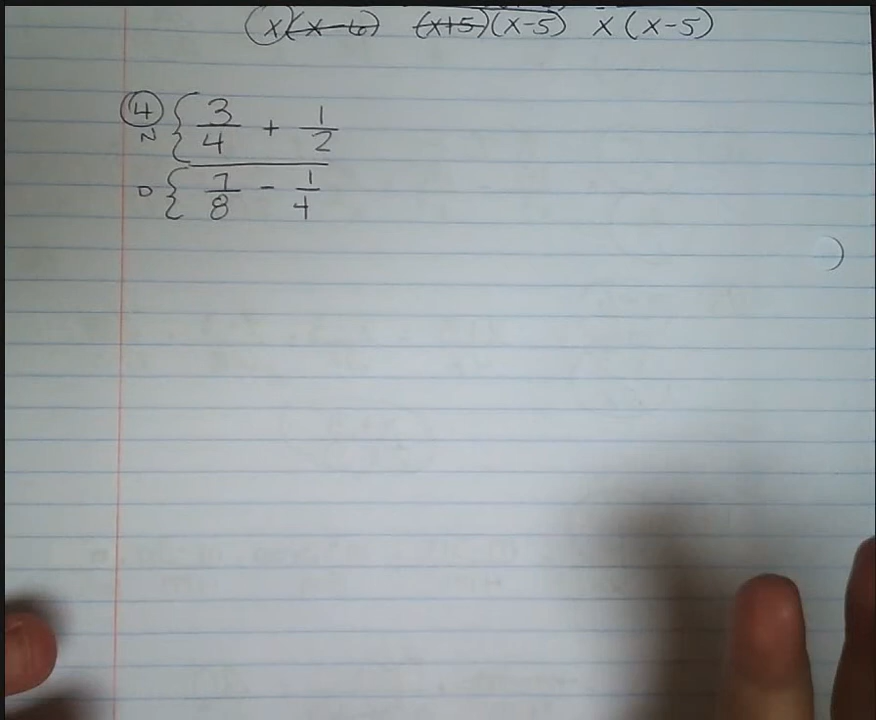 (x)(x-6) (x+5)(x-5) x(x-5)
④ N { 3/4 + 1/2
D { 7/8 - 1/4
)